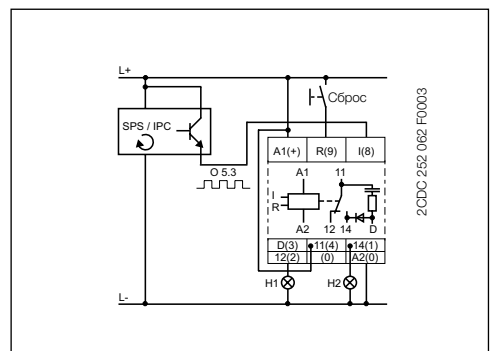 L+
SPS / IPC
Сброс
O 5.3
A1(+) R(9) I(8)
A1 11
I
R
A2 12 14 D
D(3) 11(4) 14(1)
12(2) (0) A2(0)
H1 H2
L-
2CDC 252 062 F0003